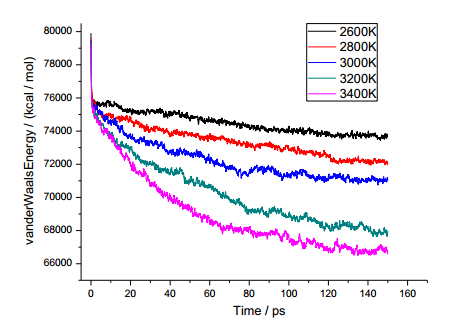 80000
78000
76000
74000
72000
70000
68000
66000
vanderWaalsEnergy / (kcal / mol)
2600K
2800K
3000K
3200K
3400K
0 20 40 60 80 100 120 140 160
Time / ps